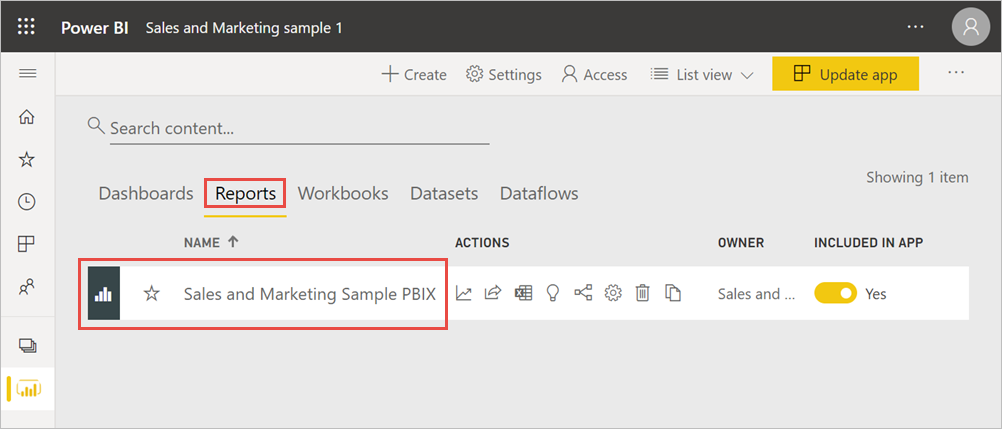 Power BI Sales and Marketing sample 1 ...
Create Settings Access List view Update app ...
Search content...
Showing 1 item
Dashboards Reports Workbooks Datasets Dataflows
NAME ACTIONS OWNER INCLUDED IN APP
Sales and Marketing Sample PBIX Sales and ... Yes